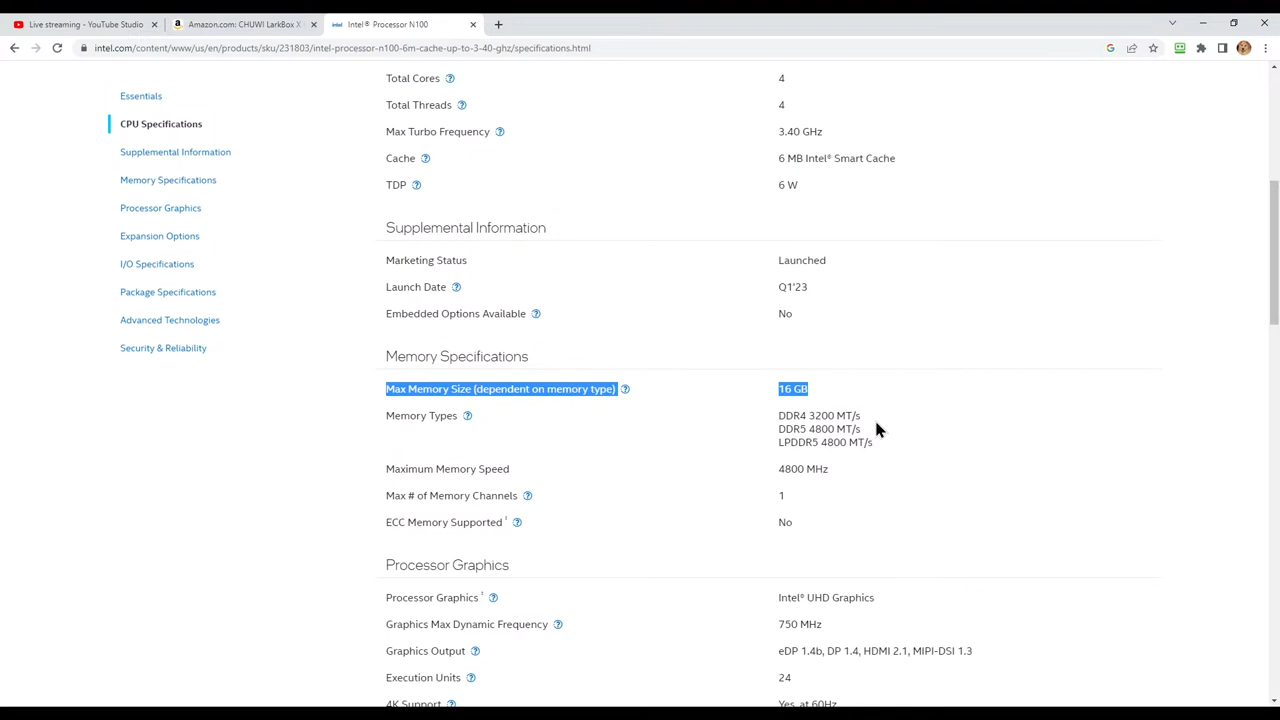 Live streaming - YouTube Studio
Amazon.com: CHUWI LarkBox X
Intel® Processor N100
intel.com/content/www/us/en/products/sku/231803/intel-processor-n100-6m-cache-up-to-3-40-ghz/specifications.html
Essentials
CPU Specifications
Supplemental Information
Memory Specifications
Processor Graphics
Expansion Options
I/O Specifications
Package Specifications
Advanced Technologies
Security & Reliability
Total Cores ? 4
Total Threads ? 4
Max Turbo Frequency ? 3.40 GHz
Cache ? 6 MB Intel® Smart Cache
TDP ? 6 W
Supplemental Information
Marketing Status Launched
Launch Date ? Q1'23
Embedded Options Available ? No
Memory Specifications
Max Memory Size (dependent on memory type) ? 16 GB
Memory Types ? DDR4 3200 MT/s
DDR5 4800 MT/s
LPDDR5 4800 MT/s
Maximum Memory Speed 4800 MHz
Max # of Memory Channels ? 1
ECC Memory Supported ‡ ? No
Processor Graphics
Processor Graphics ‡ ? Intel® UHD Graphics
Graphics Max Dynamic Frequency ? 750 MHz
Graphics Output ? eDP 1.4b, DP 1.4, HDMI 2.1, MIPI-DSI 1.3
Execution Units ? 24
4K Support ? Yes, at 60Hz